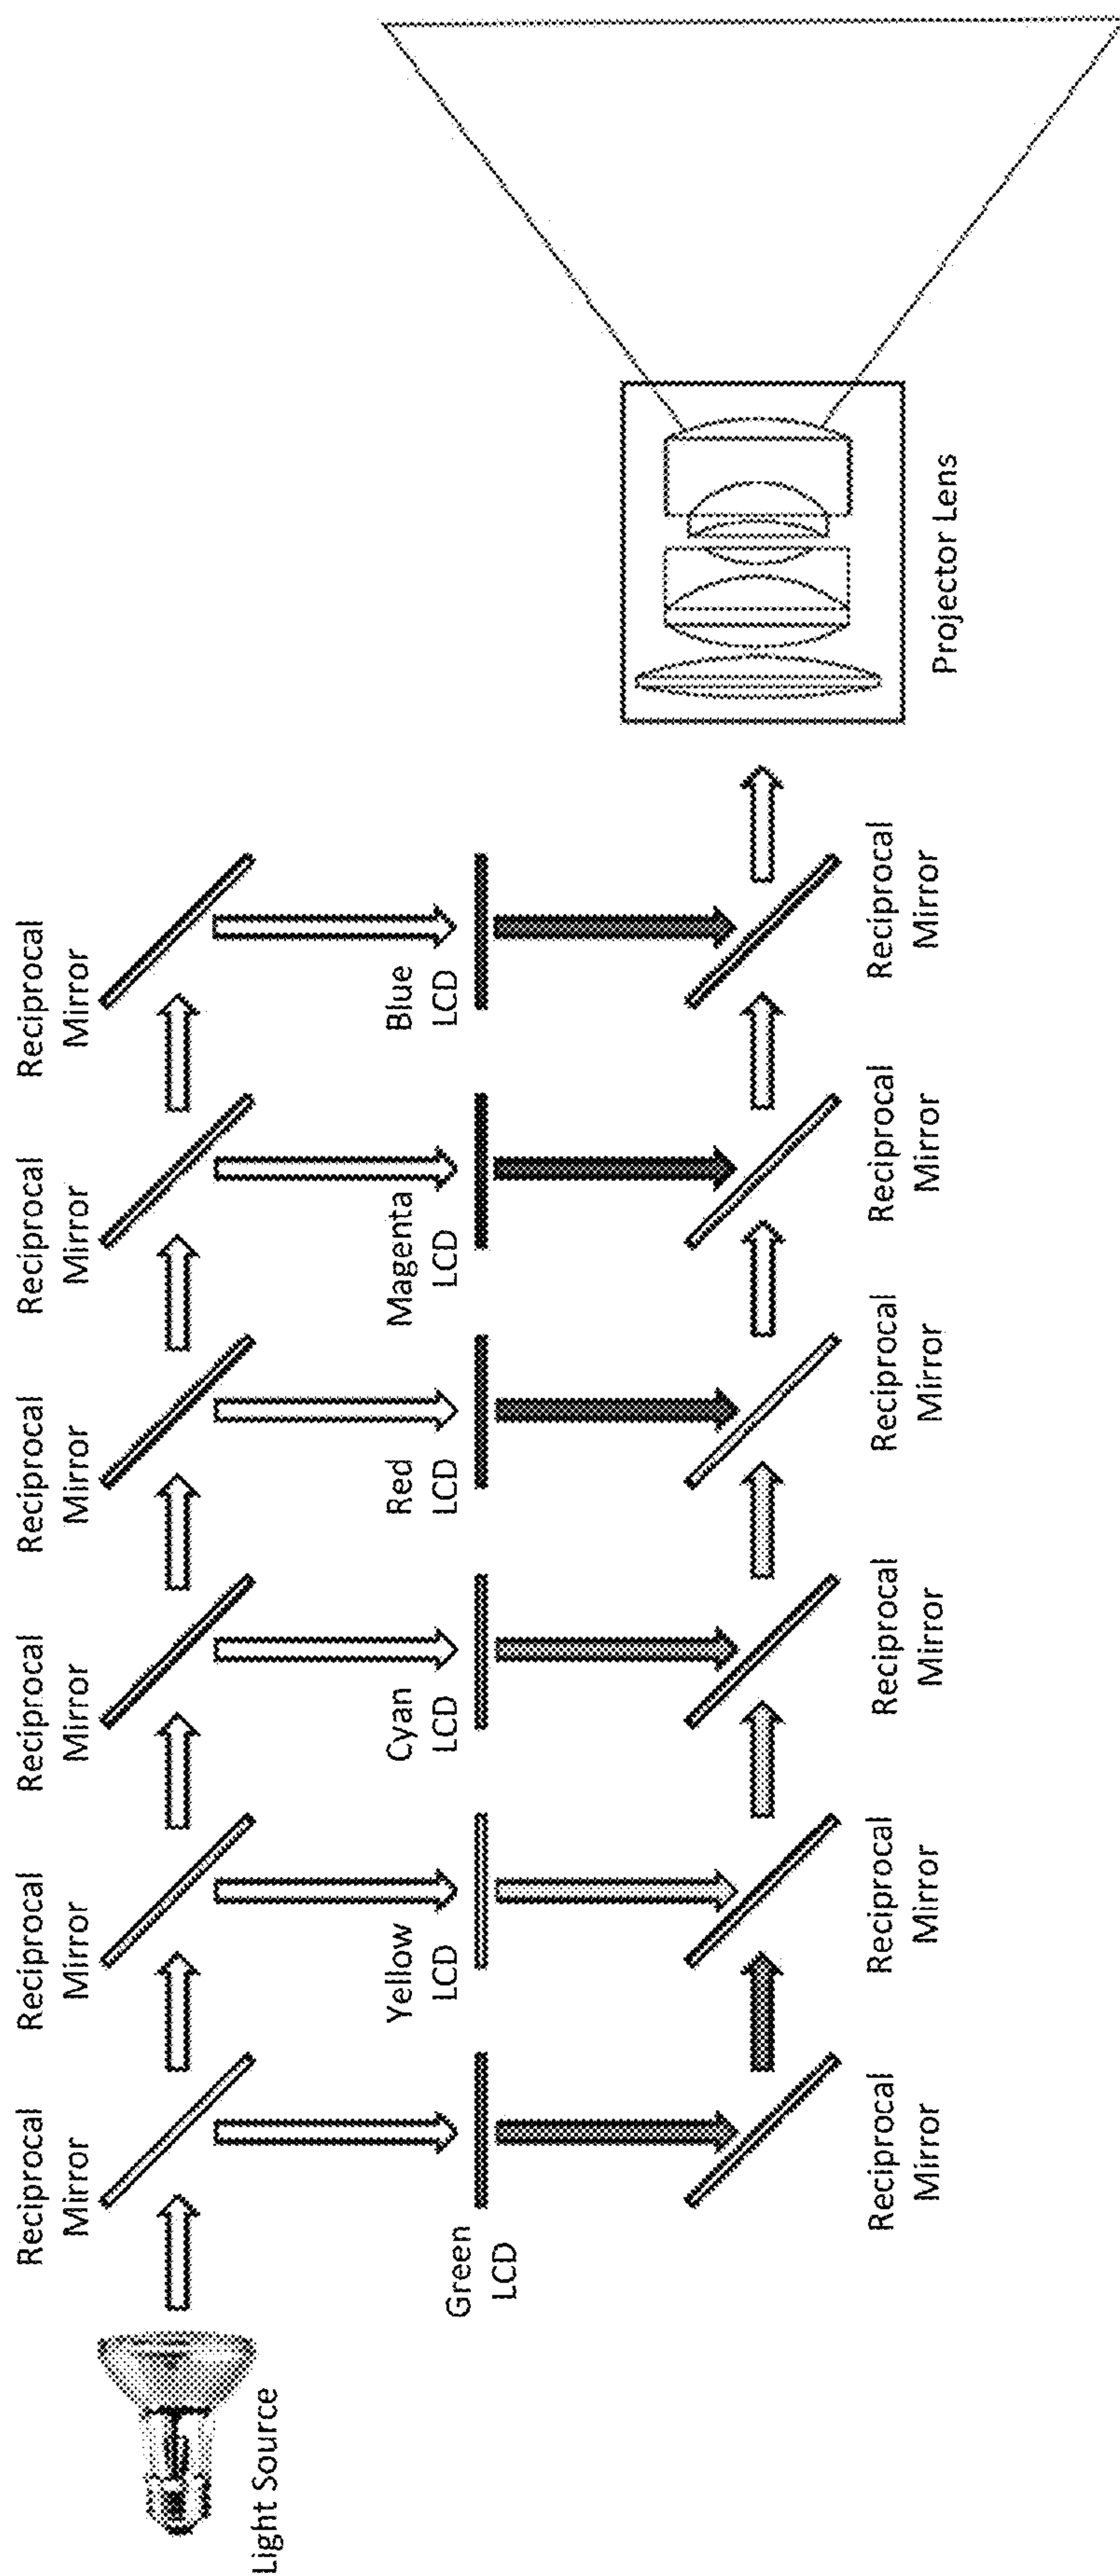 Light Source
Reciprocal
Mirror
Reciprocal
Mirror
Reciprocal
Mirror
Reciprocal
Mirror
Reciprocal
Mirror
Reciprocal
Mirror
Green
LCD
Yellow
LCD
Cyan
LCD
Red
LCD
Magenta
LCD
Blue
LCD
Reciprocal
Mirror
Reciprocal
Mirror
Reciprocal
Mirror
Reciprocal
Mirror
Reciprocal
Mirror
Reciprocal
Mirror
Projector Lens